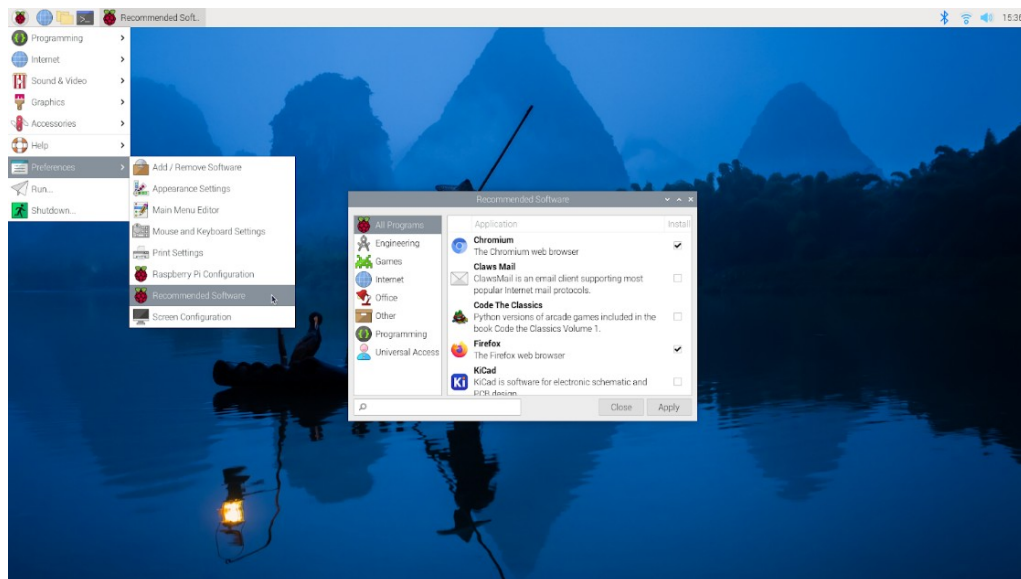 Recommended Soft..
15:36
Programming
Internet
Sound & Video
Graphics
Accessories
Help
Preferences
Run...
Shutdown...
Add / Remove Software
Appearance Settings
Main Menu Editor
Mouse and Keyboard Settings
Print Settings
Raspberry Pi Configuration
Recommended Software
Screen Configuration
Recommended Software
All Programs
Engineering
Games
Internet
Office
Other
Programming
Universal Access
Application
Install
Chromium
The Chromium web browser
Claws Mail
ClawsMail is an email client supporting most
popular Internet mail protocols.
Code The Classics
Python versions of arcade games included in the
book Code the Classics Volume 1.
Firefox
The Firefox web browser
Ki
KiCad
KiCad is software for electronic schematic and
PCB design.
Close
Apply